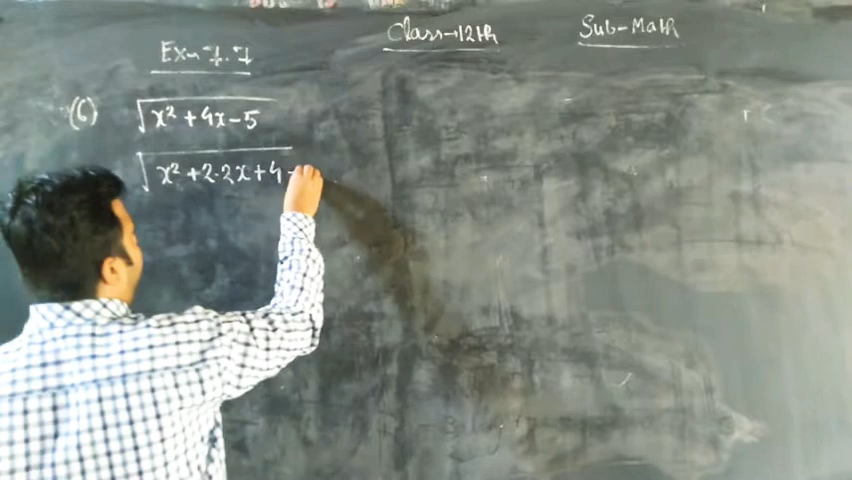 Class→12th
Sub-Math
Ex-7.7
(6) √x² + 4x - 5
√x² + 2·2x + 4 -